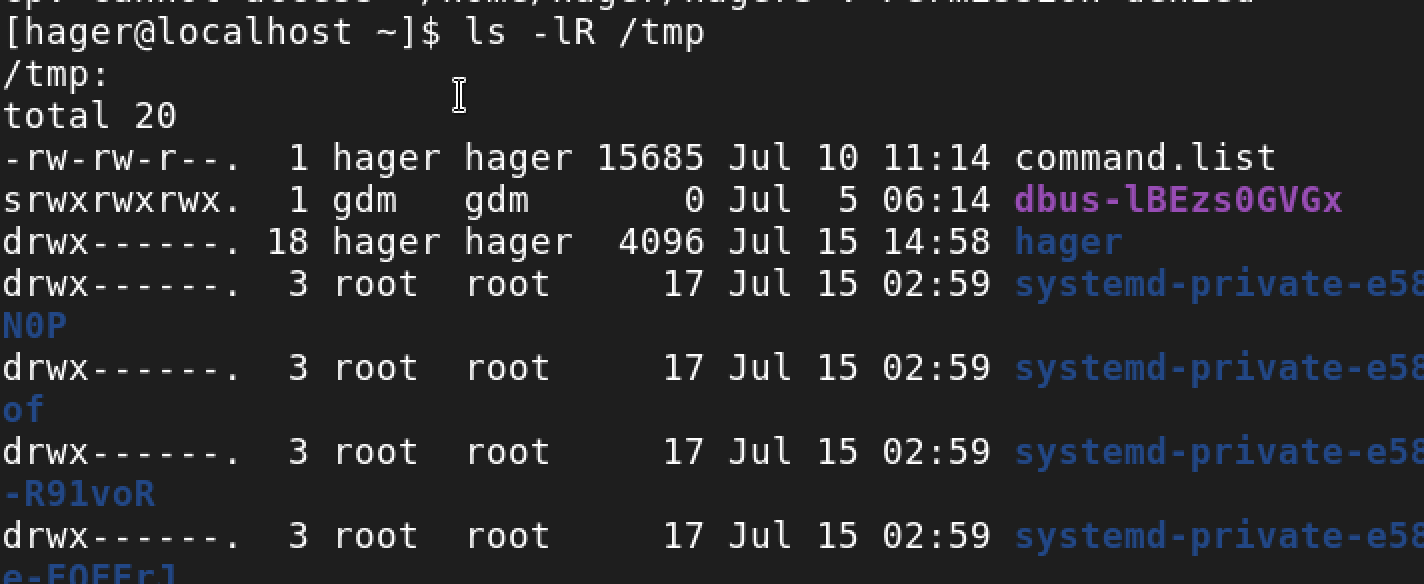 [hager@localhost ~]$ ls -lR /tmp
/tmp:
total 20
-rw-rw-r--.  1 hager hager 15685 Jul 10 11:14 command.list
srwxrwxrwx.  1 gdm   gdm       0 Jul  5 06:14 dbus-lBEzs0GVGx
drwx------. 18 hager hager  4096 Jul 15 14:58 hager
drwx------.  3 root  root     17 Jul 15 02:59 systemd-private-e58
N0P
drwx------.  3 root  root     17 Jul 15 02:59 systemd-private-e58
of
drwx------.  3 root  root     17 Jul 15 02:59 systemd-private-e58
-R91voR
drwx------.  3 root  root     17 Jul 15 02:59 systemd-private-e58